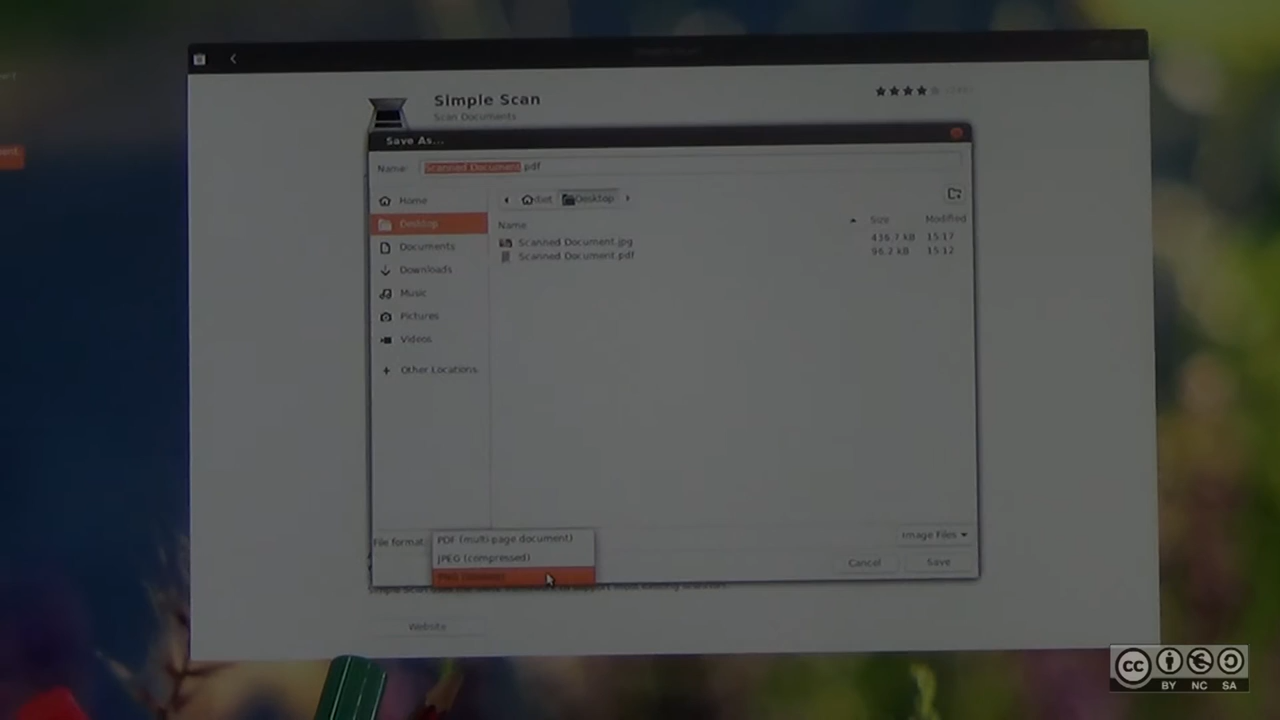 Simple Scan
Scan Documents
Save As...
Name: Scanned Document.pdf
Home
Desktop
Documents
Downloads
Music
Pictures
Videos
Other Locations
Desktop
Name Size Modified
Scanned Document.jpg 436.7 kB 15:17
Scanned Document.pdf 96.2 kB 15:12
File format:
PDF (multi-page document)
JPEG (compressed)
Image Files
Cancel Save
Website
cc
BY NC SA